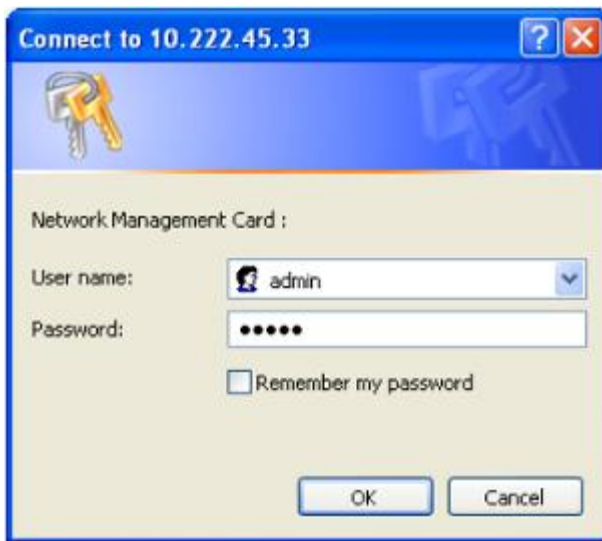 Connect to 10.222.45.33
Network Management Card :
User name: admin
Password: •••••
Remember my password
OK Cancel